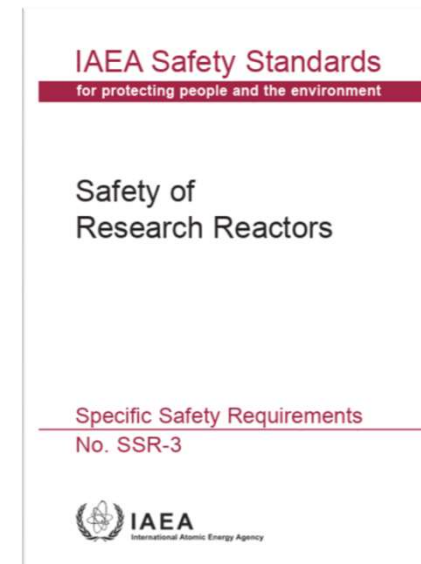 IAEA Safety Standards
for protecting people and the environment
Safety of
Research Reactors
Specific Safety Requirements
No. SSR-3
IAEA
International Atomic Energy Agency